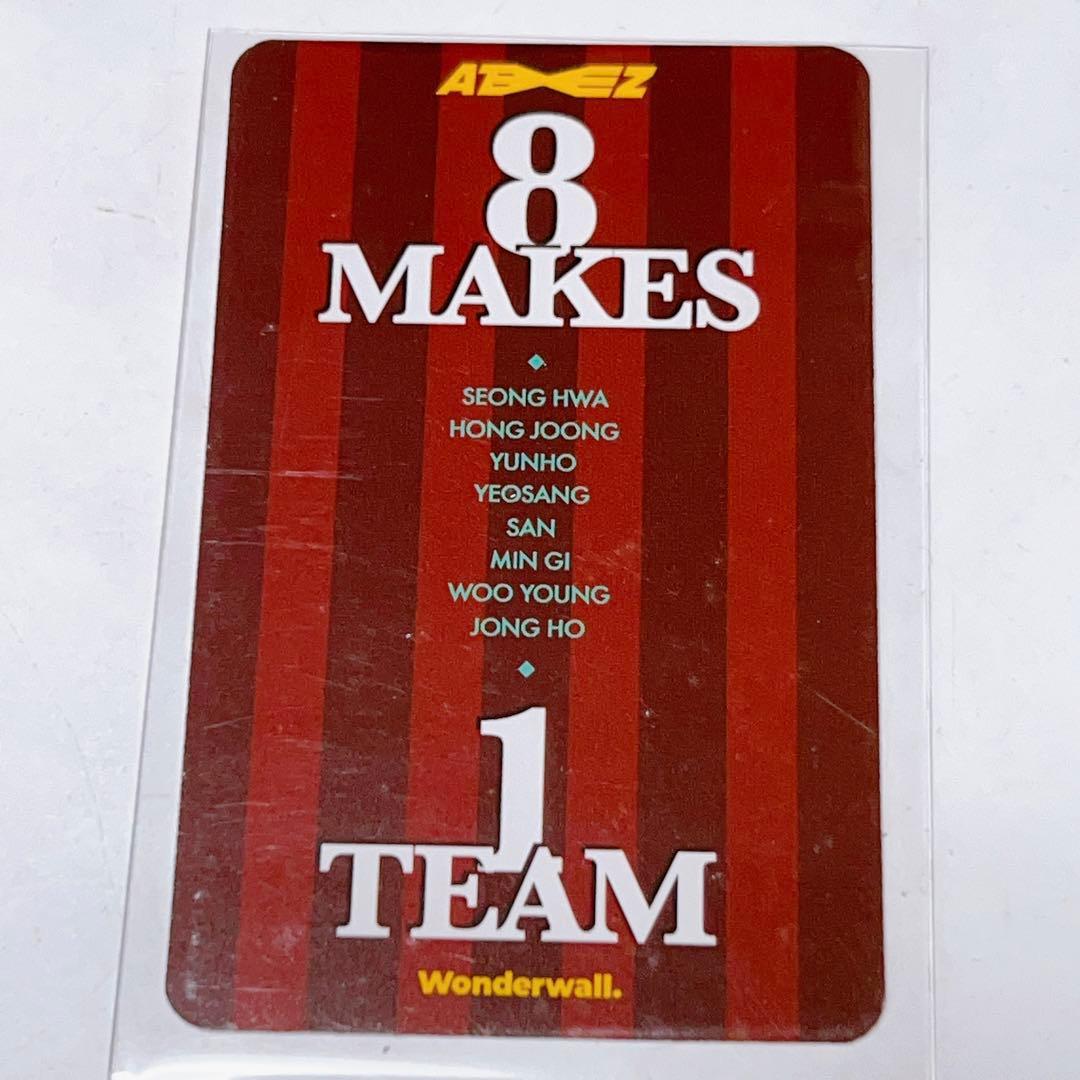 ATEEZ
8
MAKES
SEONG HWA
HONG JOONG
YUNHO
YEOSANG
SAN
MIN GI
WOO YOUNG
JONG HO
1
TEAM
Wonderwall.